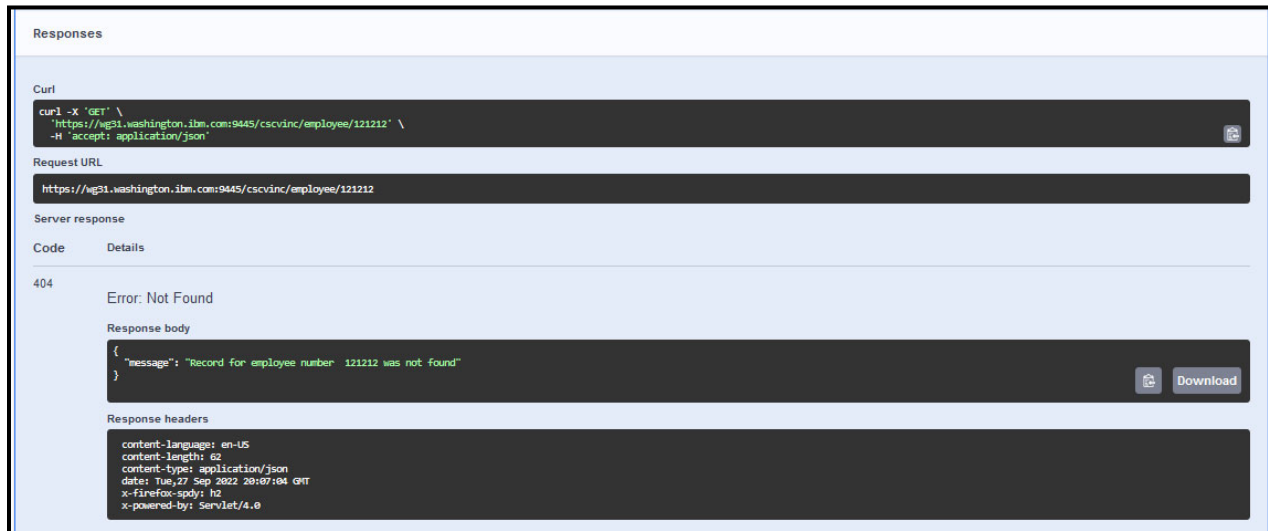 Responses
Curl
curl -X 'GET' \
'https://wg31.washington.ibm.com:9445/cscvinc/employee/121212' \
-H 'accept: application/json'
Request URL
https://wg31.washington.ibm.com:9445/cscvinc/employee/121212
Server response
Code Details
404
Error: Not Found
Response body
{
"message": "Record for employee number  121212 was not found"
}
Download
Response headers
content-language: en-US
content-length: 62
content-type: application/json
date: Tue,27 Sep 2022 20:07:04 GMT
x-firefox-spdy: h2
x-powered-by: Servlet/4.0